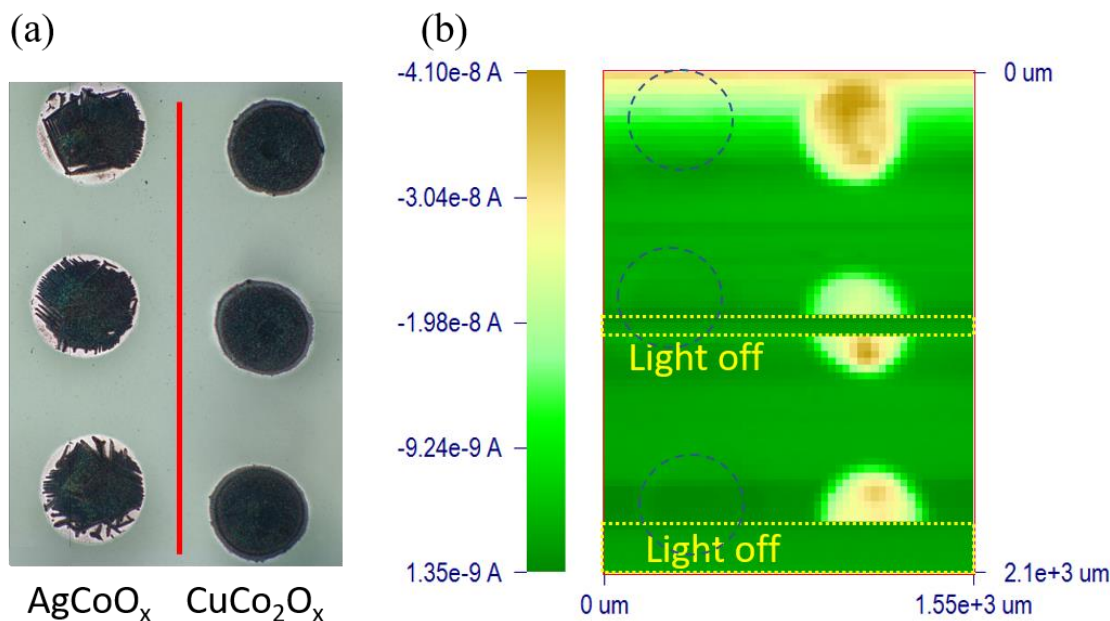 (a)
(b)
-4.10e-8 A
-3.04e-8 A
-1.98e-8 A
-9.24e-9 A
1.35e-9 A
0 um
Light off
Light off
2.1e+3 um
0 um
1.55e+3 um
AgCoOx
CuCo2Ox